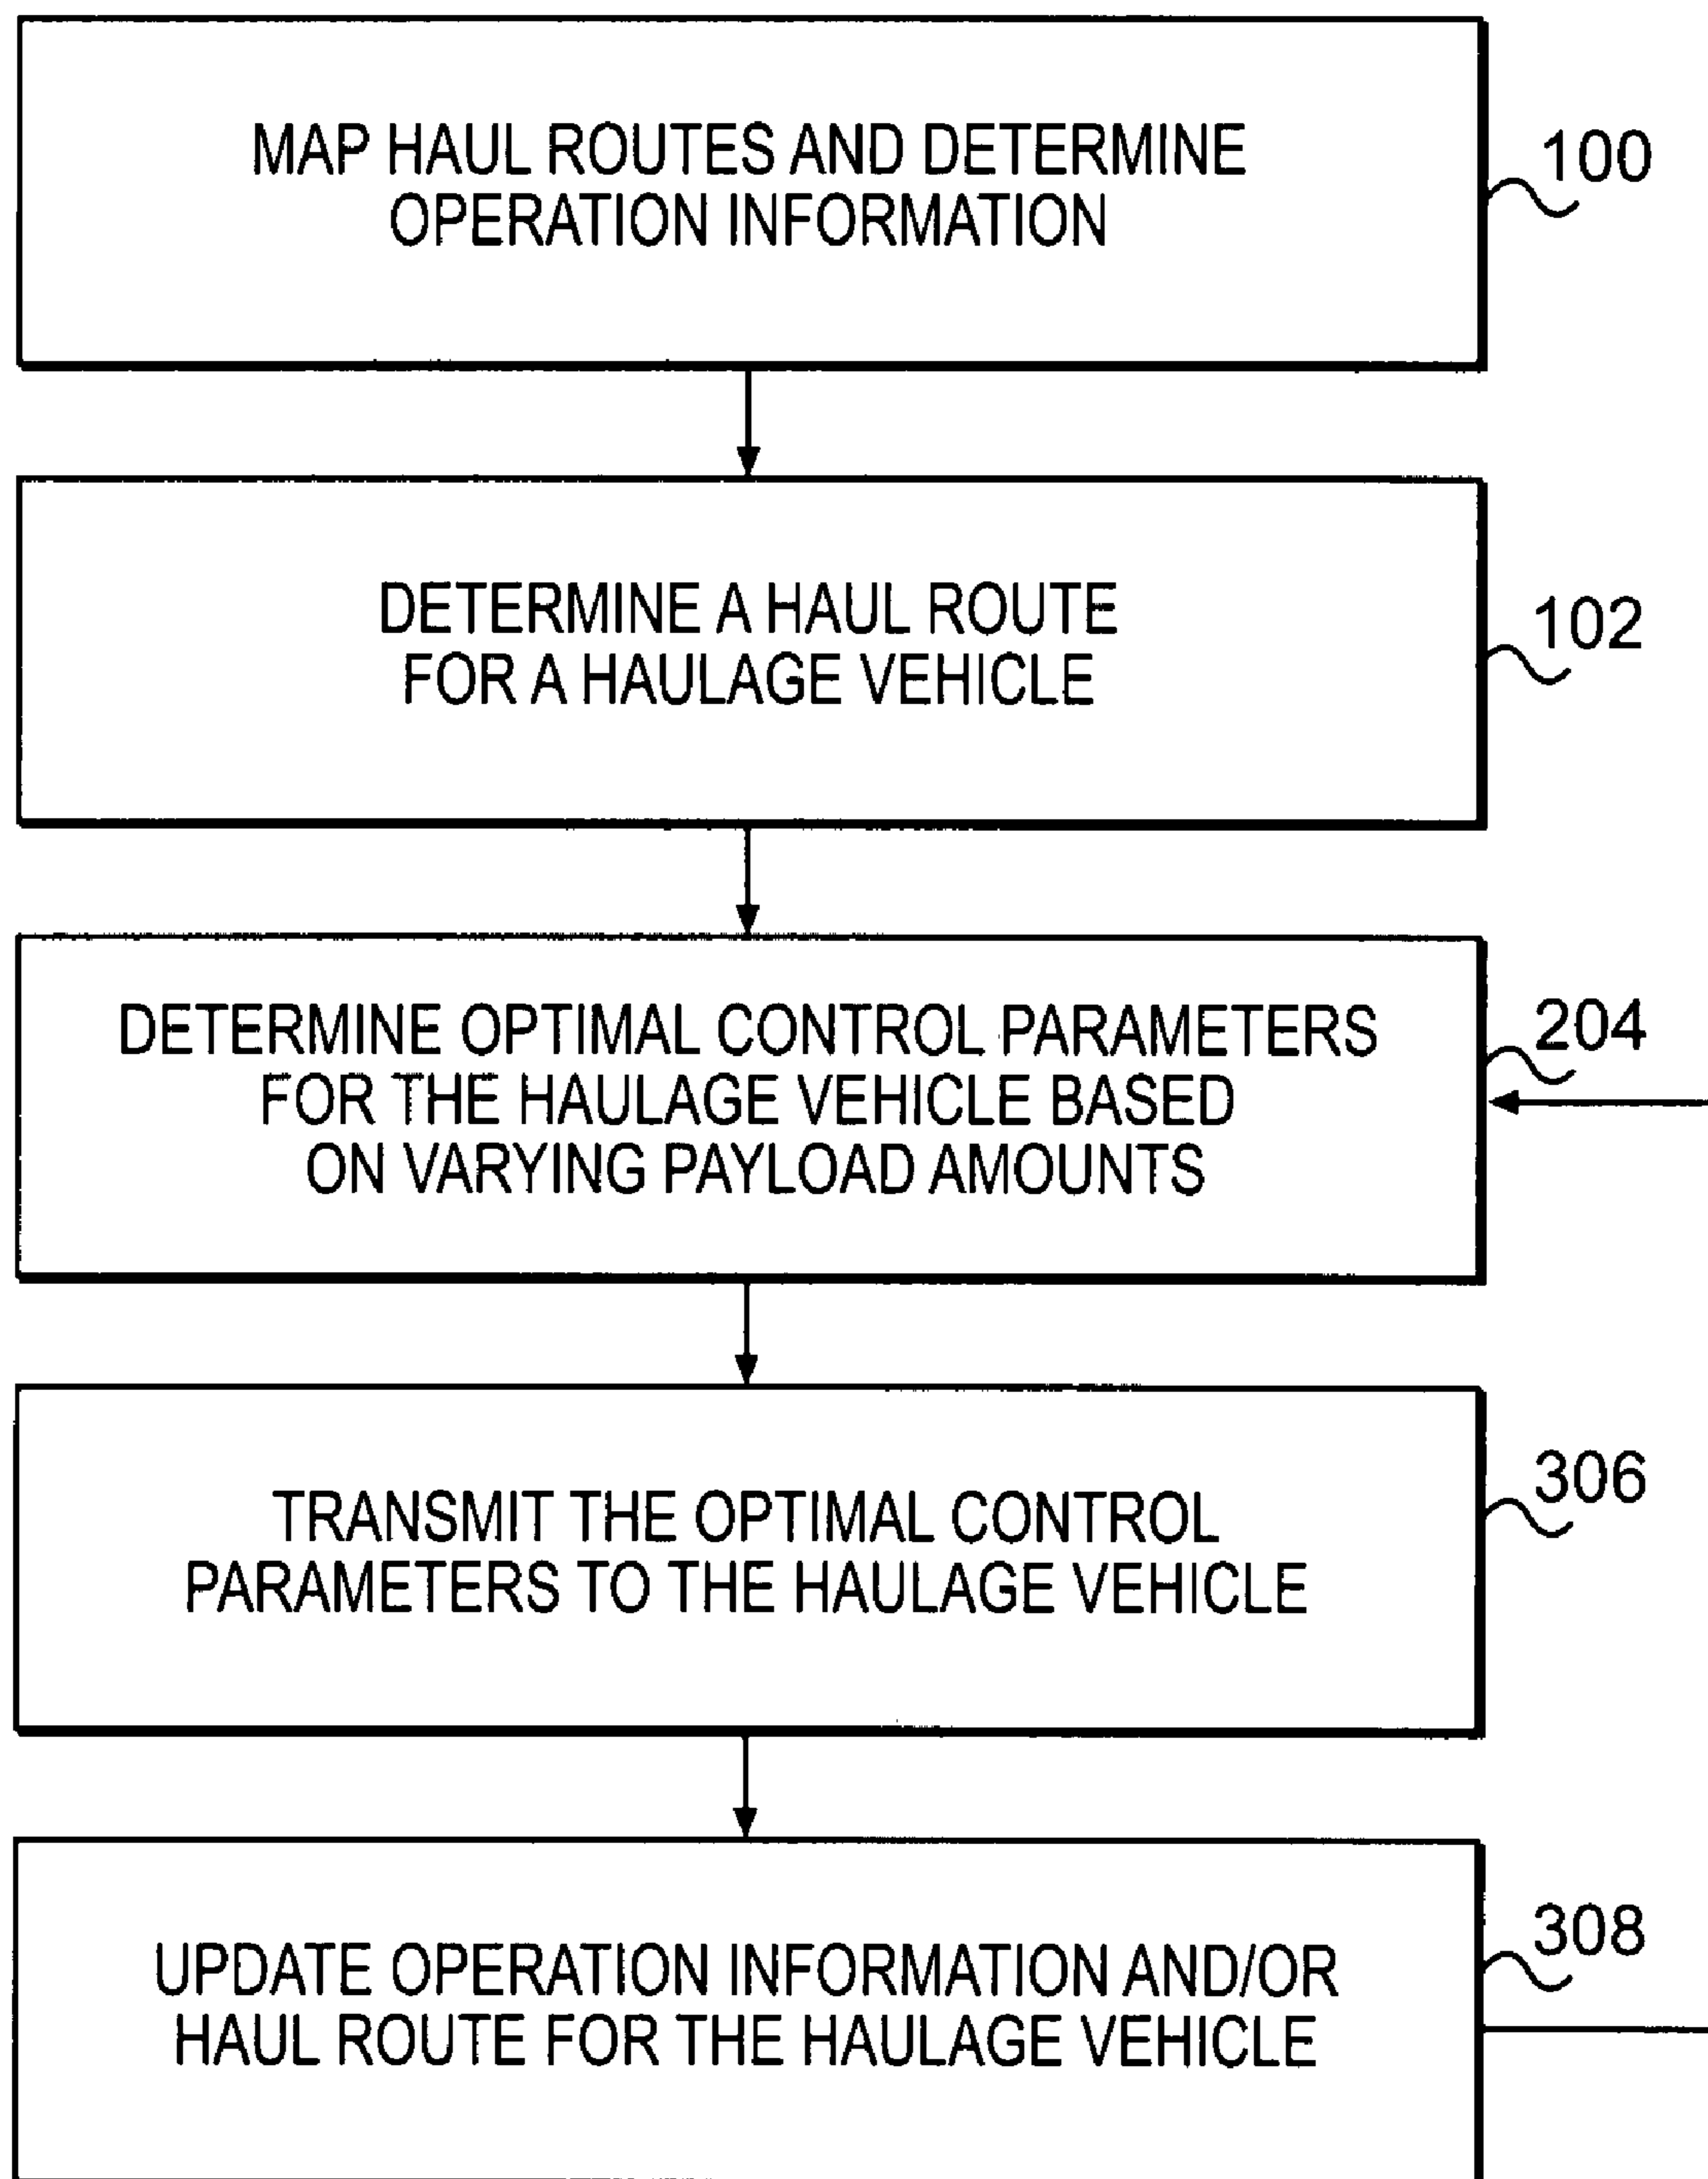 MAP HAUL ROUTES AND DETERMINE
OPERATION INFORMATION
100
DETERMINE A HAUL ROUTE
FOR A HAULAGE VEHICLE
102
DETERMINE OPTIMAL CONTROL PARAMETERS
FOR THE HAULAGE VEHICLE BASED
ON VARYING PAYLOAD AMOUNTS
204
TRANSMIT THE OPTIMAL CONTROL
PARAMETERS TO THE HAULAGE VEHICLE
306
UPDATE OPERATION INFORMATION AND/OR
HAUL ROUTE FOR THE HAULAGE VEHICLE
308